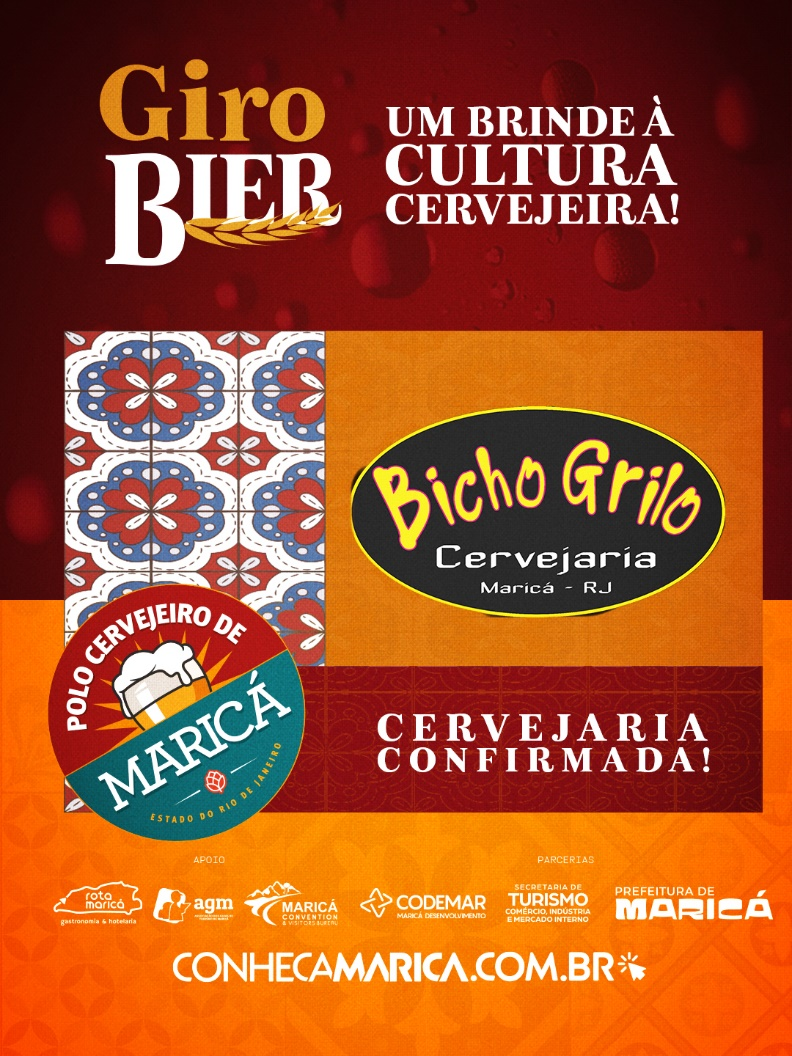 Giro
BIER
UM BRINDE À
CULTURA
CERVEJEIRA!
Bicho Grilo
Cervejaria
Maricá - RJ
POLO CERVEJEIRO DE
MARICÁ
ESTADO DO RIO DE JANEIRO
CERVEJARIA
CONFIRMADA!
APOIO
PARCERIAS
rota
maricá
gastronomia & hotelaria
agm
MARICÁ
CONVENTION
& VISITORS BUREAU
CODEMAR
MARICÁ DESENVOLVIMENTO
SECRETARIA DE
TURISMO
COMÉRCIO, INDÚSTRIA
E MERCADO INTERNO
PREFEITURA DE
MARICÁ
CONHECAMARICA.COM.BR